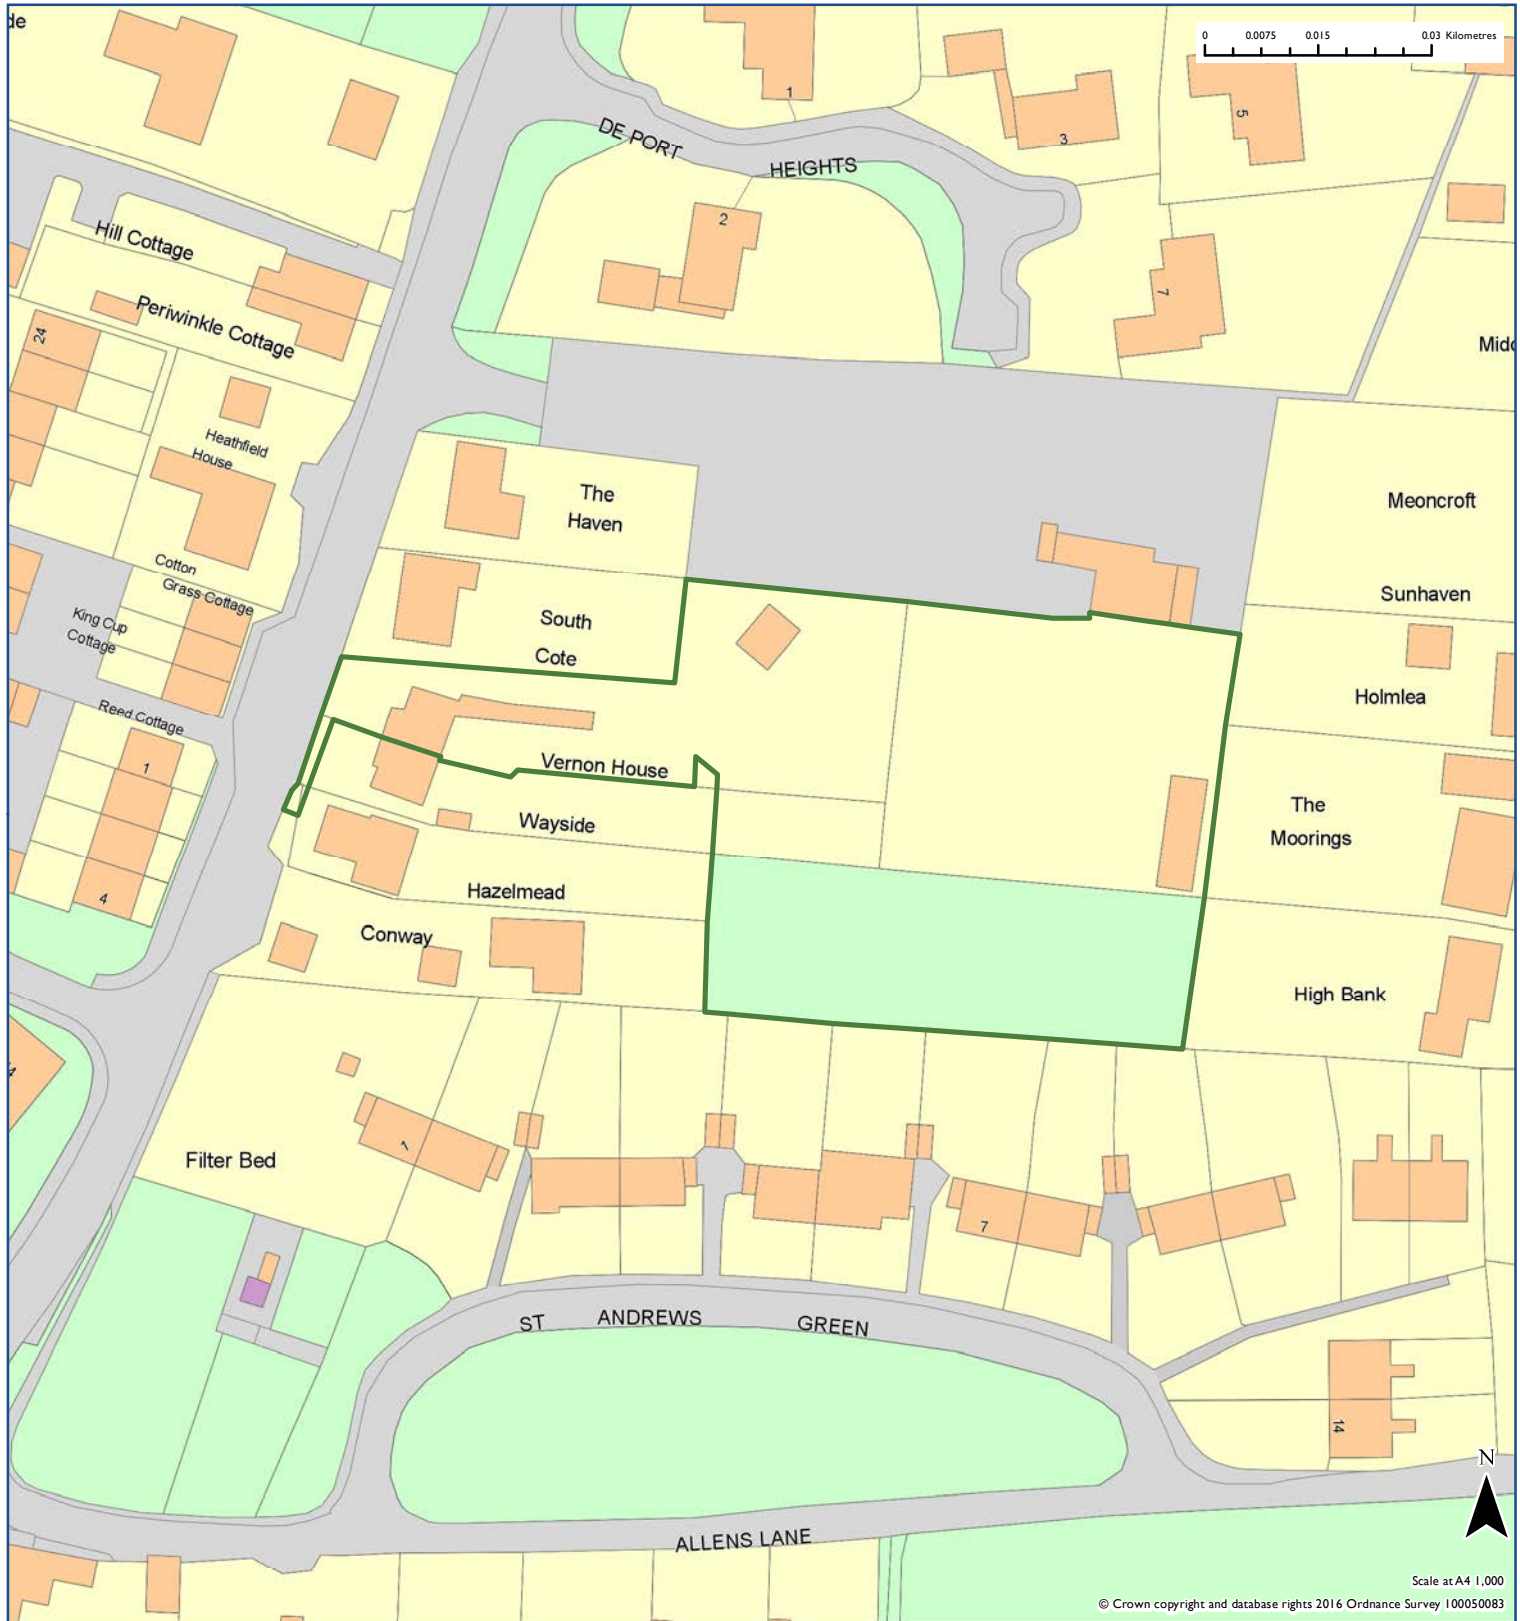 de
0 0.0075 0.015 0.03 Kilometres
1
DE PORT
HEIGHTS
3
5
2
Hill Cottage
Periwinkle Cottage
24
7
Heathfield
House
The
Haven
Meoncroft
Cotton
Grass Cottage
King Cup
Cottage
South
Cote
Sunhaven
Holmlea
Reed Cottage
1
Vernon House
Wayside
The
Moorings
4
Hazelmead
Conway
High Bank
Filter Bed
1
7
ST ANDREWS GREEN
14
N
ALLENS LANE
Scale at A4 1,000
© Crown copyright and database rights 2016 Ordnance Survey 100050083